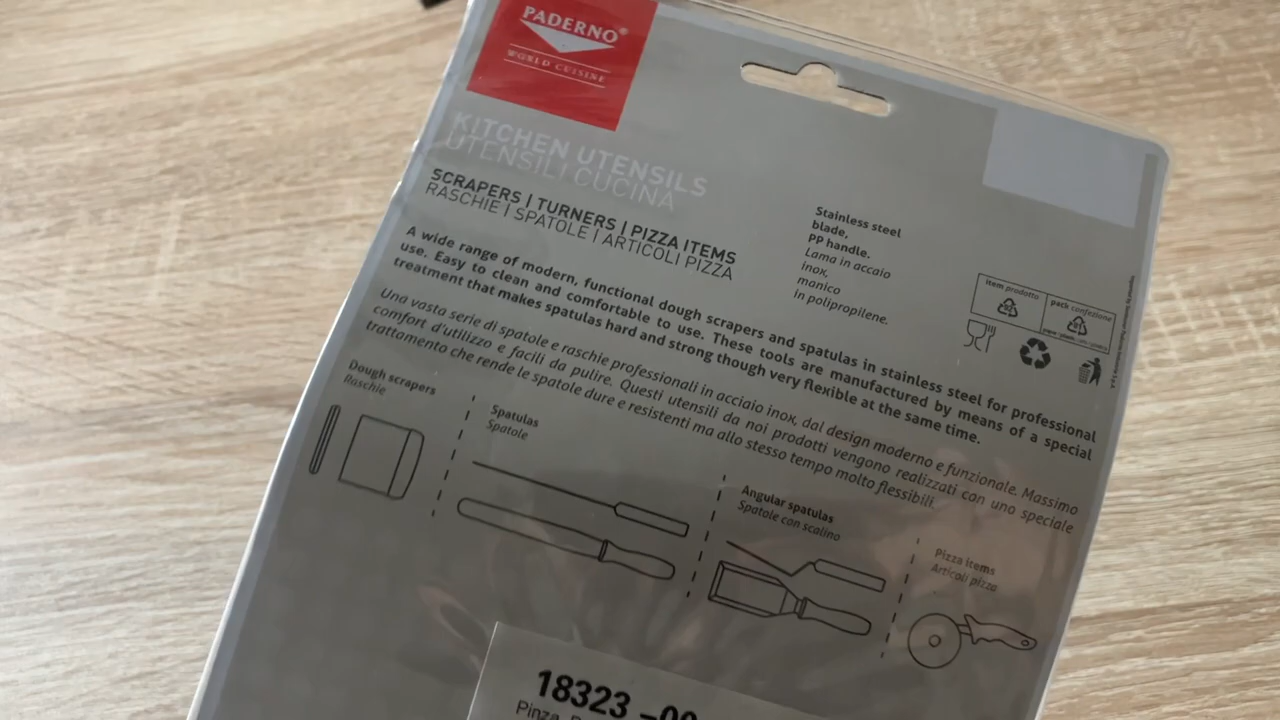 PADERNO®
WORLD CUISINE
KITCHEN UTENSILS
UTENSILI CUCINA
SCRAPERS | TURNERS | PIZZA ITEMS
RASCHIE | SPATOLE | ARTICOLI PIZZA
A wide range of modern, functional dough scrapers and spatulas in stainless steel for professional
use. Easy to clean and comfortable to use. These tools are manufactured by means of a special
treatment that makes spatulas hard and strong though very flexible at the same time.
Una vasta serie di spatole e raschie professionali in acciaio inox, dal design moderno e funzionale. Massimo
comfort d'utilizzo e facili da pulire. Questi utensili da noi prodotti vengono realizzati con uno speciale
trattamento che rende le spatole dure e resistenti ma allo stesso tempo molto flessibili.
Stainless steel
blade,
PP handle.
Lama in accaio
inox,
manico
in polipropilene.
item prodotto
pack confezione
Dough scrapers
Raschie
Spatulas
Spatole
Angular spatulas
Spatole con scalino
Pizza items
Articoli pizza
18323 -00
Pinza